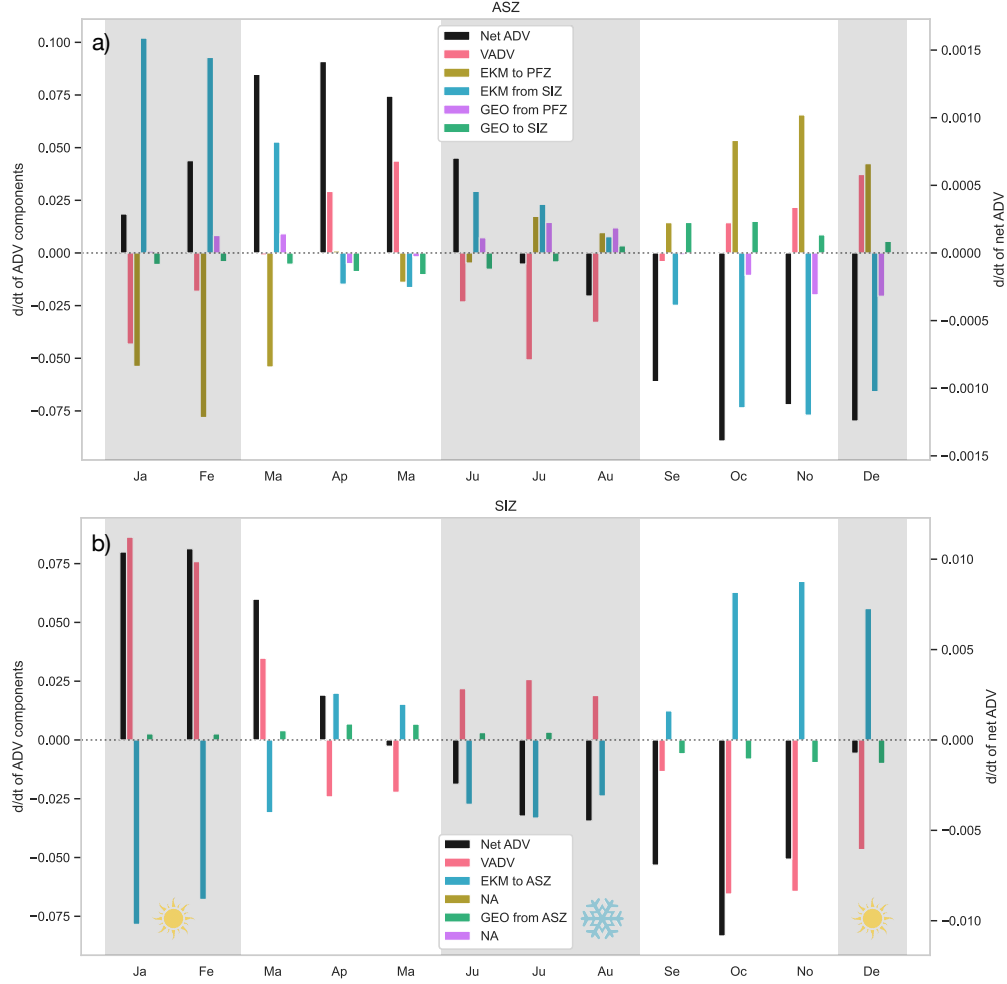 ASZ
a)
Net ADV
VADV
EKM to PFZ
EKM from SIZ
GEO from PFZ
GEO to SIZ
d/dt of ADV components
0.100
0.075
0.050
0.025
0.000
−0.025
−0.050
−0.075
0.0015
0.0010
0.0005
0.0000
−0.0005
−0.0010
−0.0015
d/dt of net ADV
Ja Fe Ma Ap Ma Ju Ju Au Se Oc No De
SIZ
b)
d/dt of ADV components
0.075
0.050
0.025
0.000
−0.025
−0.050
−0.075
0.010
0.005
0.000
−0.005
−0.010
d/dt of net ADV
Net ADV
VADV
EKM to ASZ
NA
GEO from ASZ
NA
Ja Fe Ma Ap Ma Ju Ju Au Se Oc No De